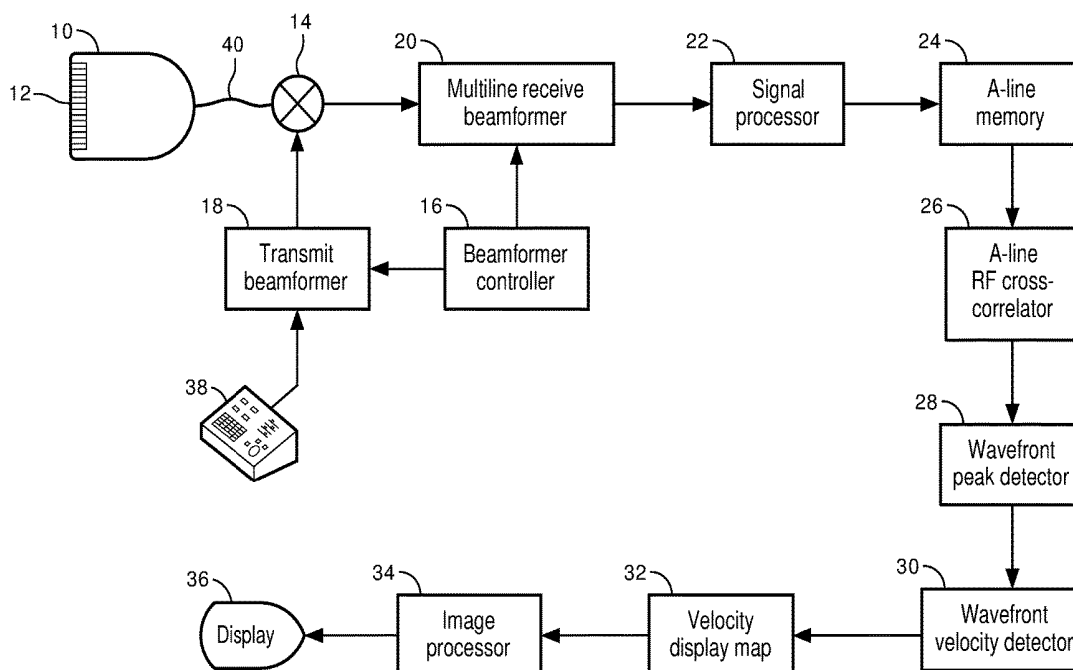 10
40
14
12
20
Multiline receive
beamformer
22
Signal
processor
24
A-line
memory
18
Transmit
beamformer
16
Beamformer
controller
26
A-line
RF cross-
correlator
38
28
Wavefront
peak detector
36
Display
34
Image
processor
32
Velocity
display map
30
Wavefront
velocity detector